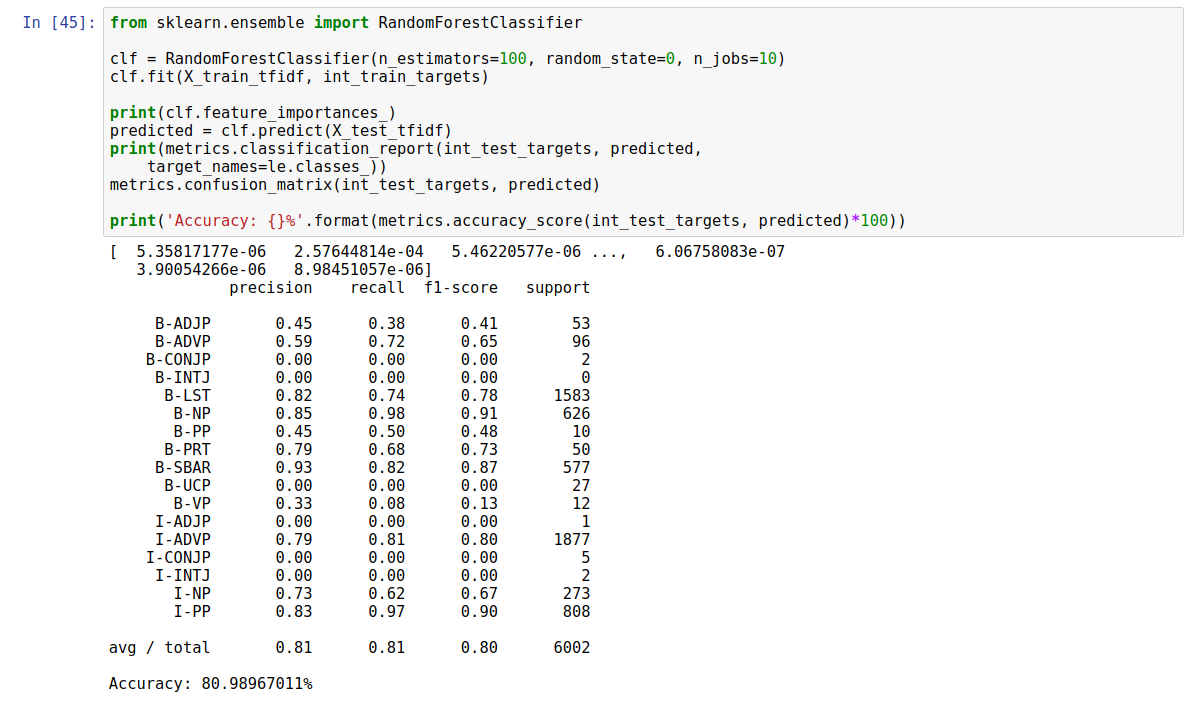 In [45]: from sklearn.ensemble import RandomForestClassifier
clf = RandomForestClassifier(n_estimators=100, random_state=0, n_jobs=10)
clf.fit(X_train_tfidf, int_train_targets)
print(clf.feature_importances_)
predicted = clf.predict(X_test_tfidf)
print(metrics.classification_report(int_test_targets, predicted,
    target_names=le.classes_))
metrics.confusion_matrix(int_test_targets, predicted)
print('Accuracy: {}%'.format(metrics.accuracy_score(int_test_targets, predicted)*100))
[  5.35817177e-06   2.57644814e-04   5.46220577e-06 ...,   6.06758083e-07
   3.90054266e-06   8.98451057e-06]
             precision    recall  f1-score   support
     B-ADJP       0.45      0.38      0.41        53
     B-ADVP       0.59      0.72      0.65        96
    B-CONJP       0.00      0.00      0.00         2
     B-INTJ       0.00      0.00      0.00         0
      B-LST       0.82      0.74      0.78      1583
       B-NP       0.85      0.98      0.91       626
       B-PP       0.45      0.50      0.48        10
      B-PRT       0.79      0.68      0.73        50
     B-SBAR       0.93      0.82      0.87       577
      B-UCP       0.00      0.00      0.00        27
       B-VP       0.33      0.08      0.13        12
     I-ADJP       0.00      0.00      0.00         1
     I-ADVP       0.79      0.81      0.80      1877
    I-CONJP       0.00      0.00      0.00         5
     I-INTJ       0.00      0.00      0.00         2
       I-NP       0.73      0.62      0.67       273
       I-PP       0.83      0.97      0.90       808
avg / total       0.81      0.81      0.80      6002
Accuracy: 80.98967011%